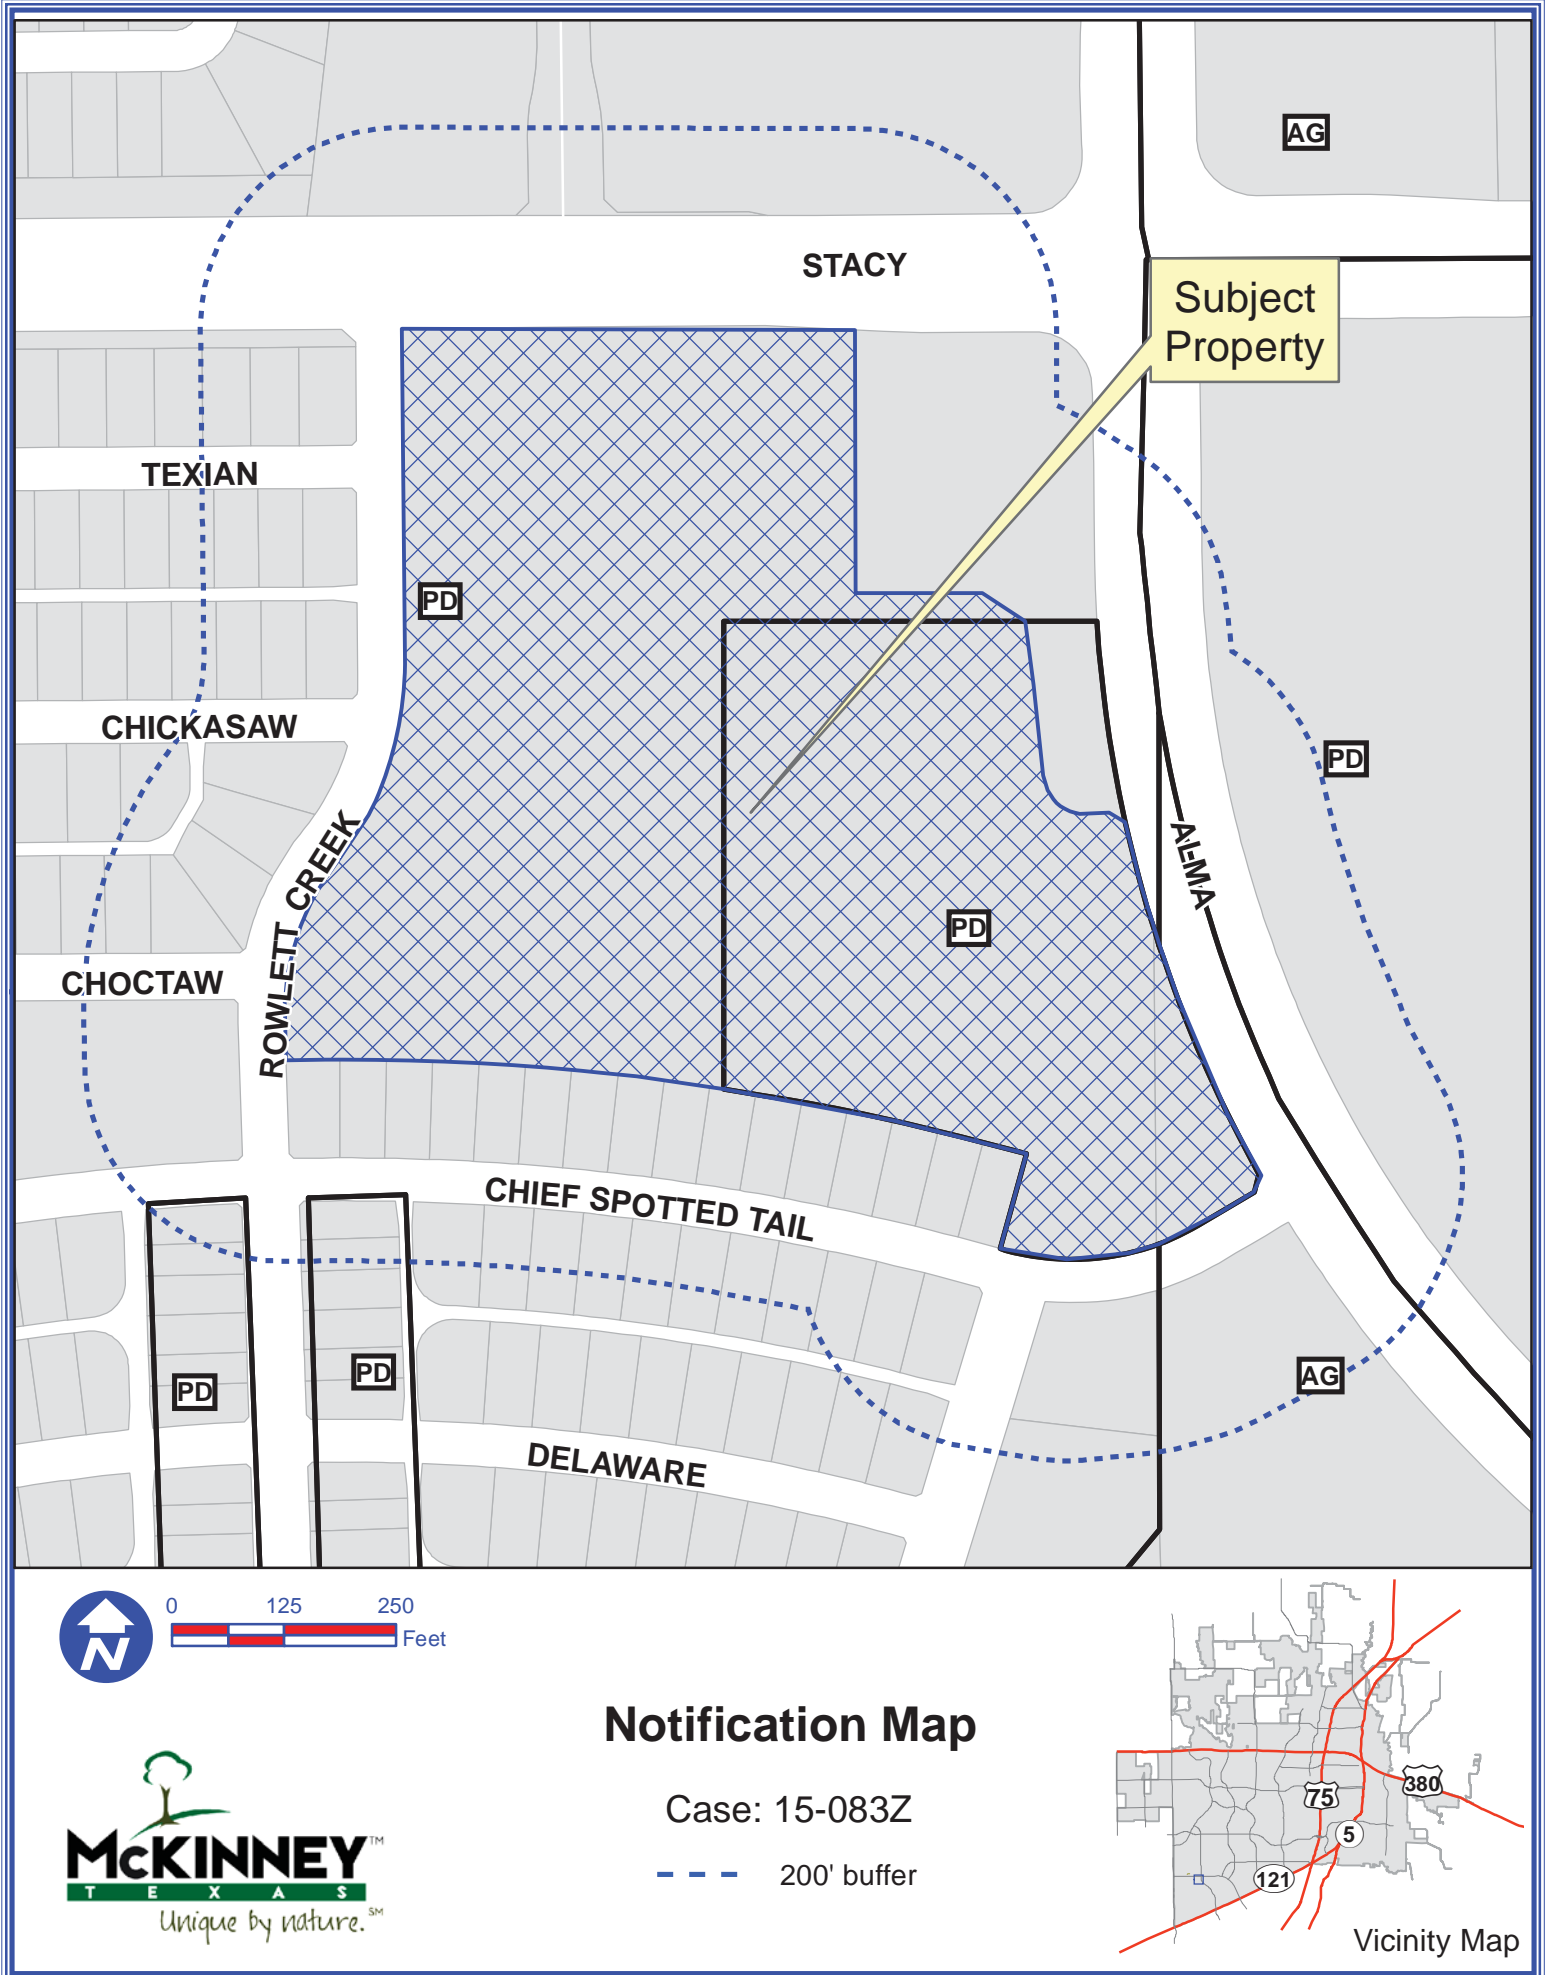 AG
STACY
Subject
Property
TEXIAN
PD
CHICKASAW
PD
ALMA
ROWLETT CREEK
PD
CHOCTAW
CHIEF SPOTTED TAIL
PD
PD
AG
DELAWARE
0 125 250
Feet
N
Notification Map
Case: 15-083Z
200' buffer
McKINNEY™
TEXAS
Unique by nature.℠
75
380
5
121
Vicinity Map